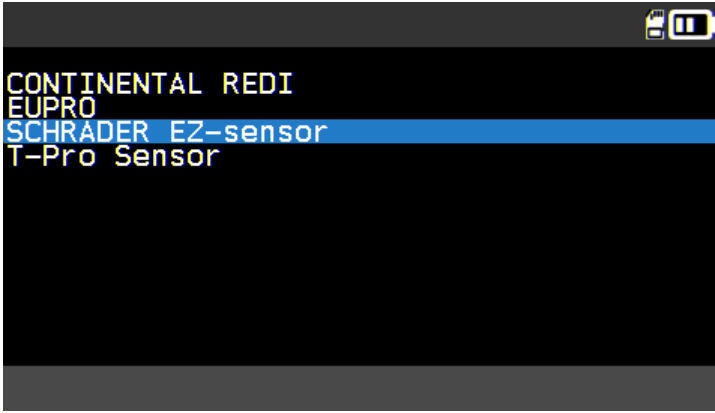 CONTINENTAL REDI
EUPRO
SCHRADER EZ-sensor
T-Pro Sensor